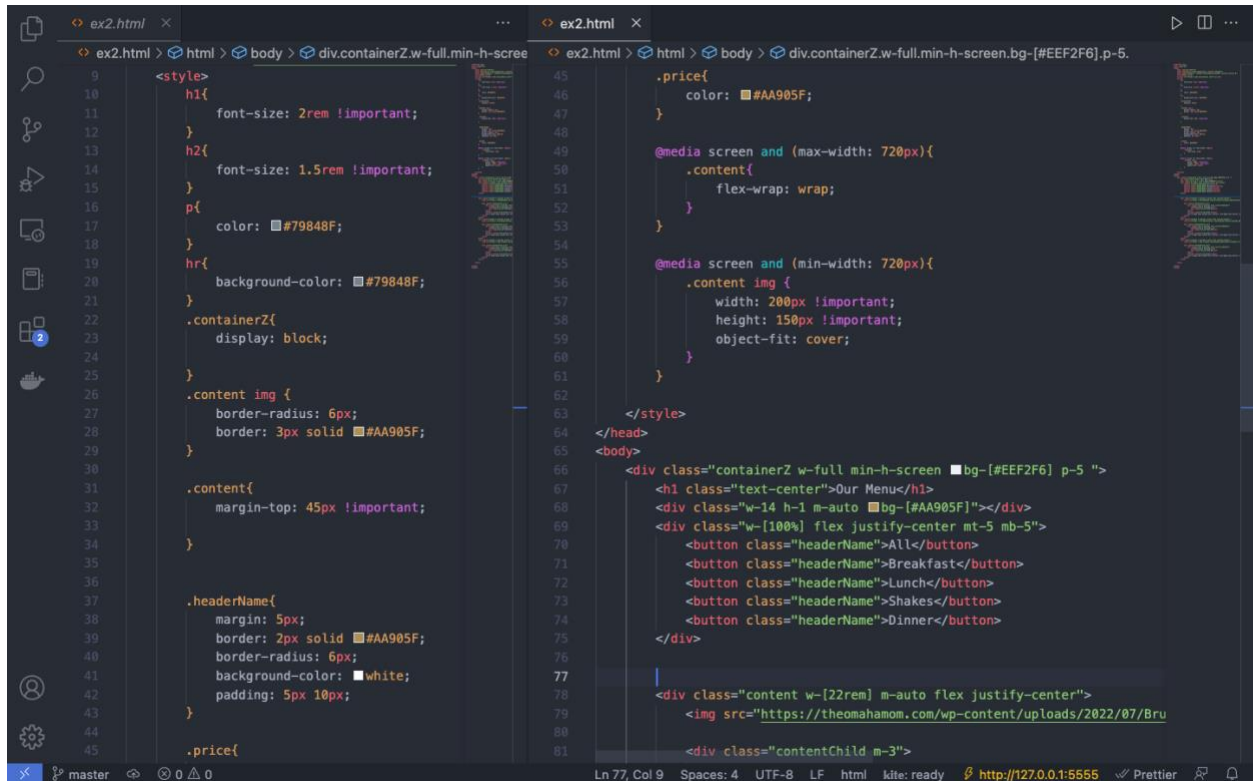 ex2.html
ex2.html > html > body > div.containerZ.w-full.min-h-scree
9 <style>
10 h1{
11 font-size: 2rem !important;
12 }
13 h2{
14 font-size: 1.5rem !important;
15 }
16 p{
17 color: #79848F;
18 }
19 hr{
20 background-color: #79848F;
21 }
22 .containerZ{
23 display: block;
24
25 }
26 .content img {
27 border-radius: 6px;
28 border: 3px solid #AA905F;
29 }
30
31 .content{
32 margin-top: 45px !important;
33
34 }
35
36
37 .headerName{
38 margin: 5px;
39 border: 2px solid #AA905F;
40 border-radius: 6px;
41 background-color: white;
42 padding: 5px 10px;
43 }
44
45 .price{
ex2.html
ex2.html > html > body > div.containerZ.w-full.min-h-screen.bg-[#EEF2F6].p-5.
45 .price{
46 color: #AA905F;
47 }
48
49 @media screen and (max-width: 720px){
50 .content{
51 flex-wrap: wrap;
52 }
53 }
54
55 @media screen and (min-width: 720px){
56 .content img {
57 width: 200px !important;
58 height: 150px !important;
59 object-fit: cover;
60 }
61 }
62
63 </style>
64 </head>
65 <body>
66 <div class="containerZ w-full min-h-screen bg-[#EEF2F6] p-5 ">
67 <h1 class="text-center">Our Menu</h1>
68 <div class="w-14 h-1 m-auto bg-[#AA905F]"></div>
69 <div class="w-[100%] flex justify-center mt-5 mb-5">
70 <button class="headerName">All</button>
71 <button class="headerName">Breakfast</button>
72 <button class="headerName">Lunch</button>
73 <button class="headerName">Shakes</button>
74 <button class="headerName">Dinner</button>
75 </div>
76
77
78 <div class="content w-[22rem] m-auto flex justify-center">
79 <img src="https://theomahamom.com/wp-content/uploads/2022/07/Bru
80
81 <div class="contentChild m-3">
2
master 0 0 Ln 77, Col 9 Spaces: 4 UTF-8 LF html kite: ready http://127.0.0.1:5555 Prettier